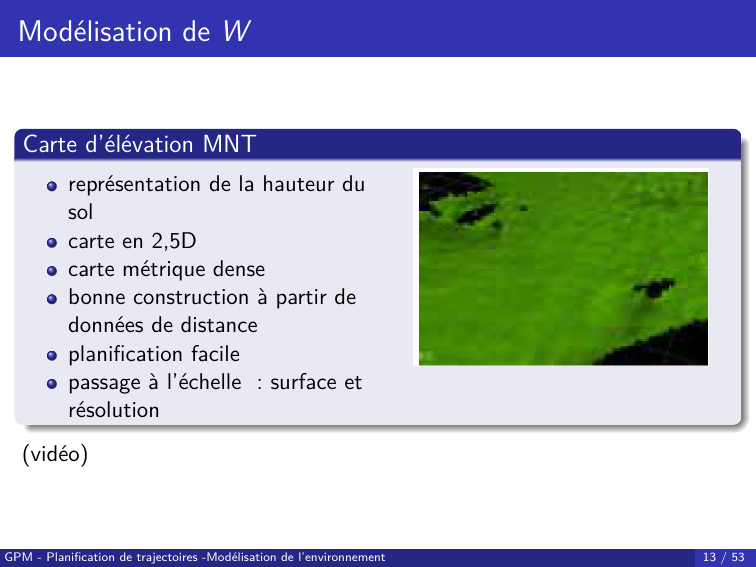 Modélisation de W
Carte d'élévation MNT
représentation de la hauteur du
sol
carte en 2,5D
carte métrique dense
bonne construction à partir de
données de distance
planification facile
passage à l'échelle : surface et
résolution
(vidéo)
GPM - Planification de trajectoires -Modélisation de l'environnement
13 / 53